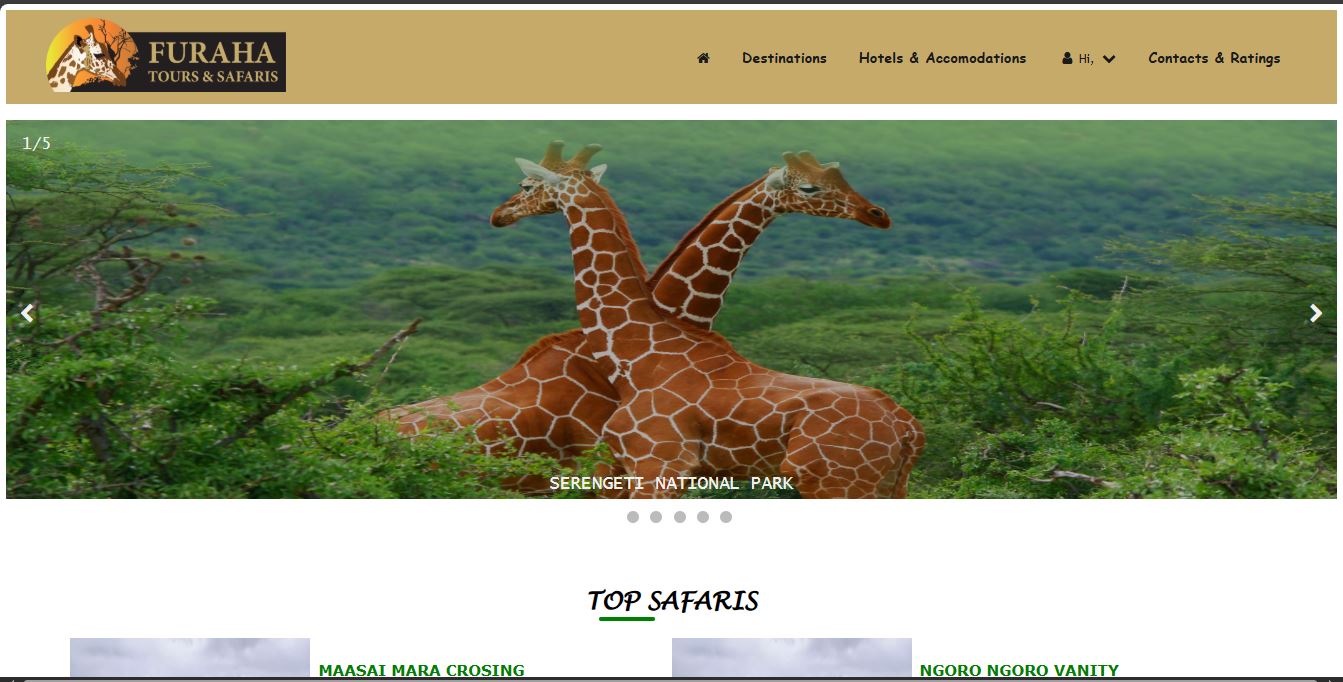 FURAHA
TOURS & SAFARIS
Destinations
Hotels & Accomodations
Hi,
Contacts & Ratings
1/5
SERENGETI NATIONAL PARK
TOP SAFARIS
MAASAI MARA CROSING
NGORO NGORO VANITY